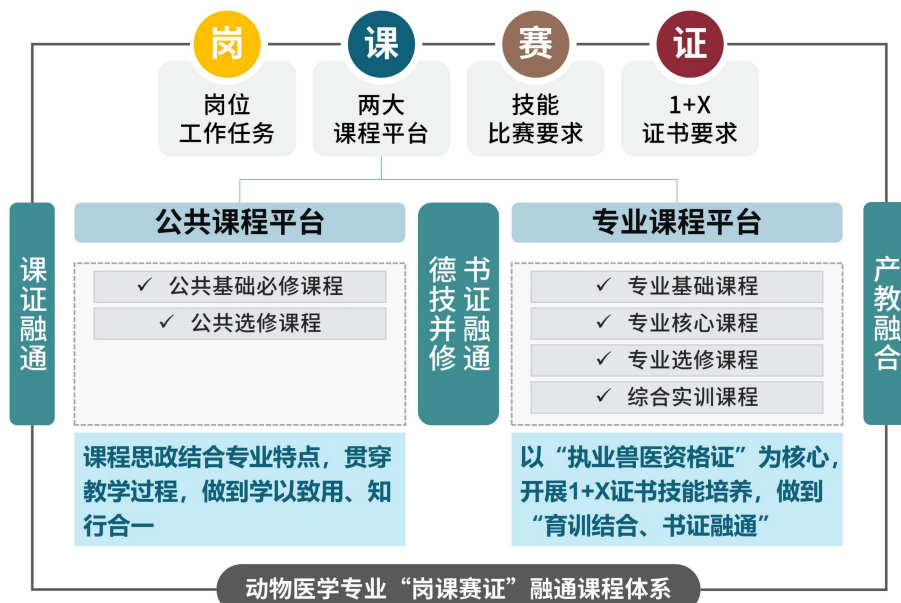 岗
课
赛
证
岗位
工作任务
两大
课程平台
技能
比赛要求
1+X
证书要求
课证融通
公共课程平台
✓ 公共基础必修课程
✓ 公共选修课程
课程思政结合专业特点，贯穿
教学过程，做到学以致用、知
行合一
书证融通
德技并修
专业课程平台
✓ 专业基础课程
✓ 专业核心课程
✓ 专业选修课程
✓ 综合实训课程
以“执业兽医资格证”为核心，
开展1+X证书技能培养，做到
“育训结合、书证融通”
产教融合
动物医学专业“岗课赛证”融通课程体系